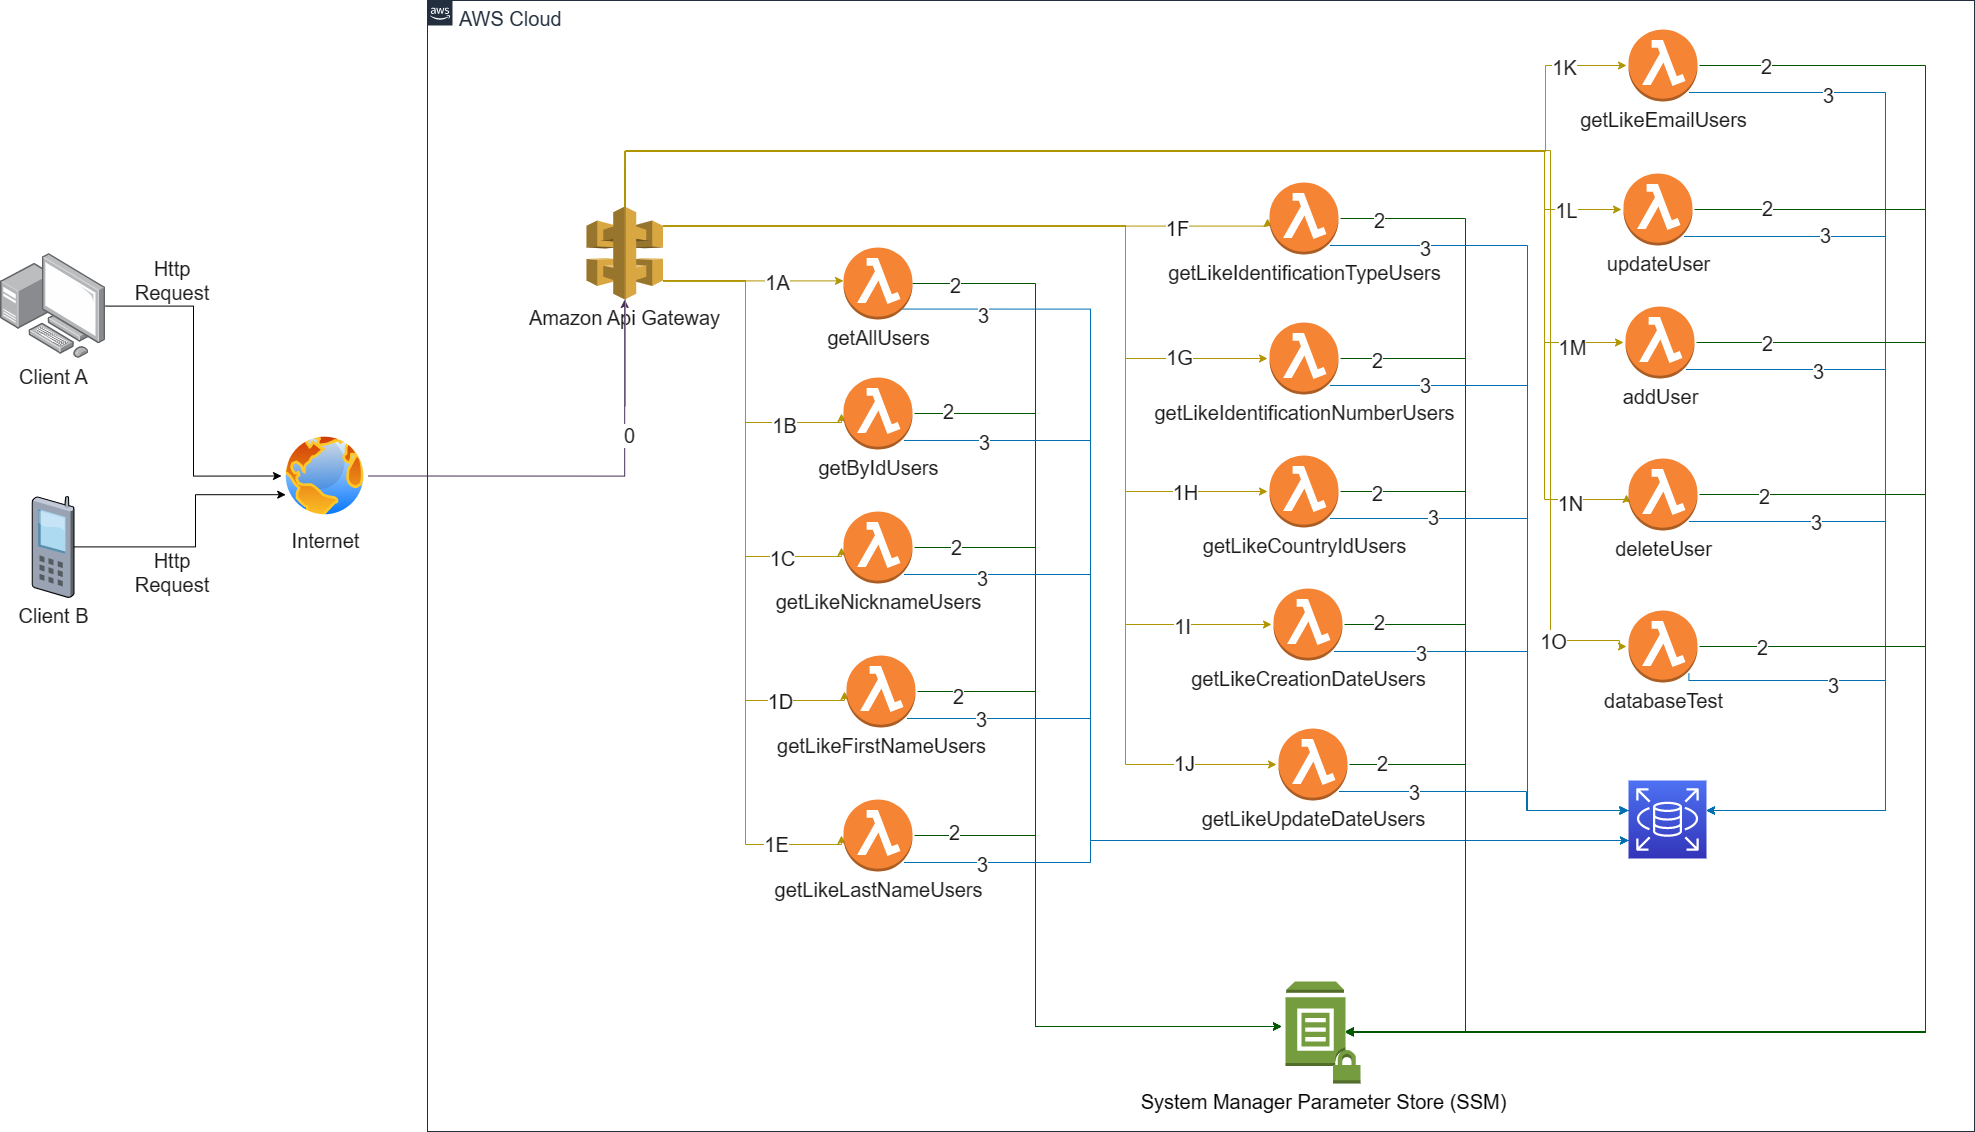 aws
AWS Cloud
Http
Request
Client A
Client B
Http
Request
Internet
0
Amazon Api Gateway
1A
getAllUsers
2
3
1B
getByIdUsers
2
3
1C
getLikeNicknameUsers
2
3
1D
getLikeFirstNameUsers
2
3
1E
getLikeLastNameUsers
2
3
1F
getLikeIdentificationTypeUsers
2
3
1G
getLikeIdentificationNumberUsers
2
3
1H
getLikeCountryIdUsers
2
3
1I
getLikeCreationDateUsers
2
3
1J
getLikeUpdateDateUsers
2
3
1K
getLikeEmailUsers
2
3
1L
updateUser
2
3
1M
addUser
2
3
1N
deleteUser
2
3
1O
databaseTest
2
3
System Manager Parameter Store (SSM)